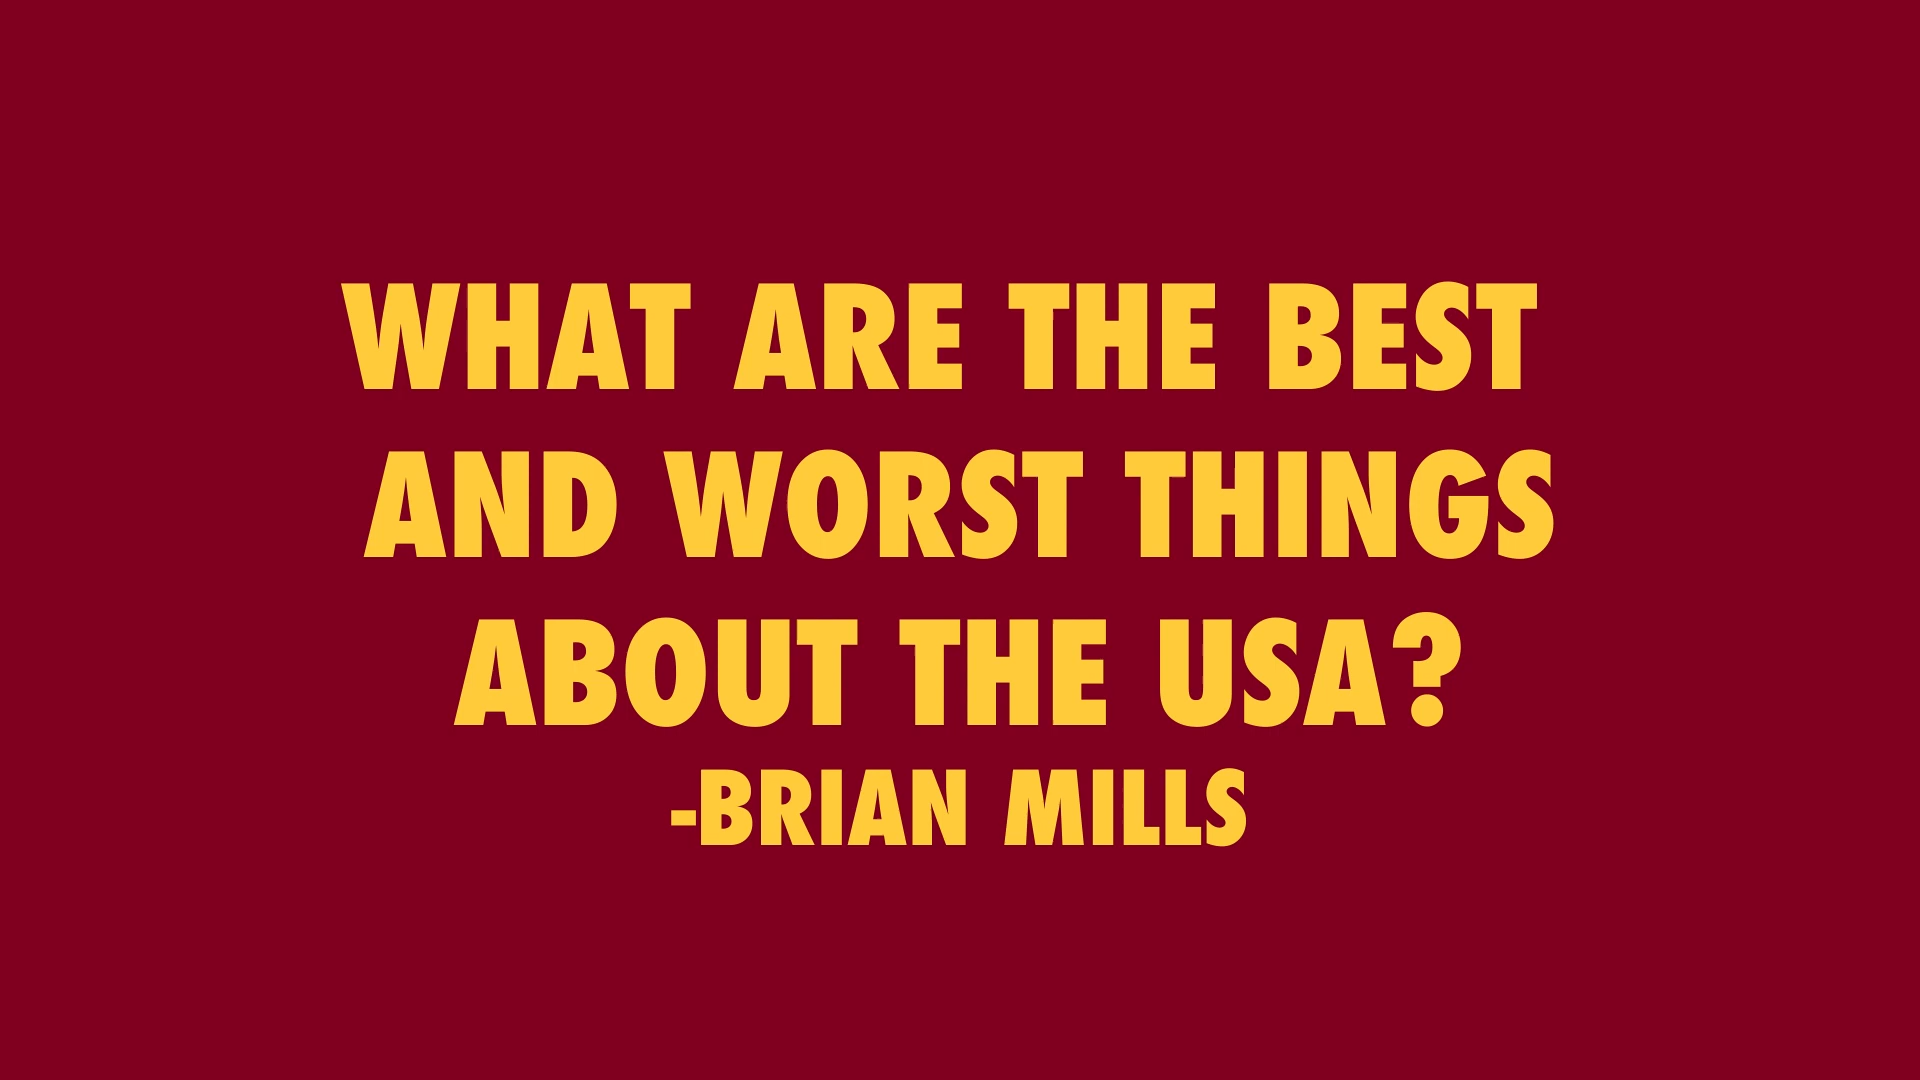 WHAT ARE THE BEST
AND WORST THINGS
ABOUT THE USA?
-BRIAN MILLS